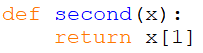 def second(x):
    return x[1]